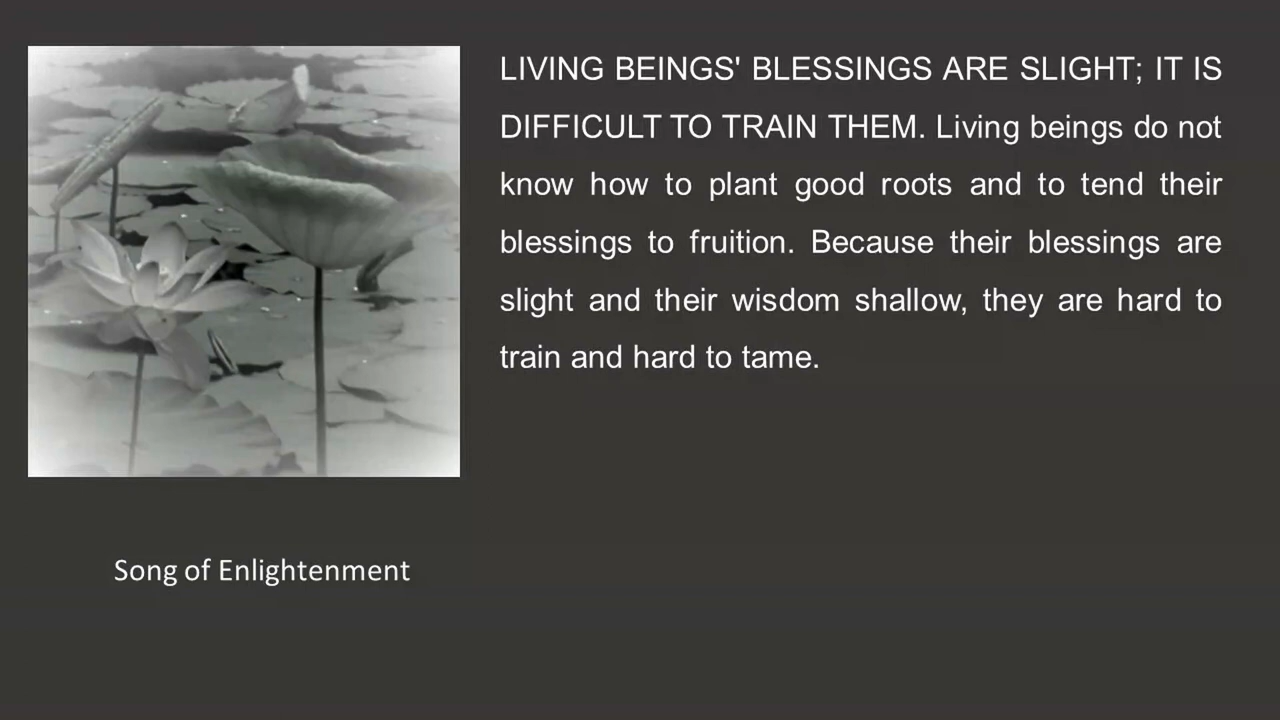 LIVING BEINGS' BLESSINGS ARE SLIGHT; IT IS
DIFFICULT TO TRAIN THEM. Living beings do not
know how to plant good roots and to tend their
blessings to fruition. Because their blessings are
slight and their wisdom shallow, they are hard to
train and hard to tame.
Song of Enlightenment